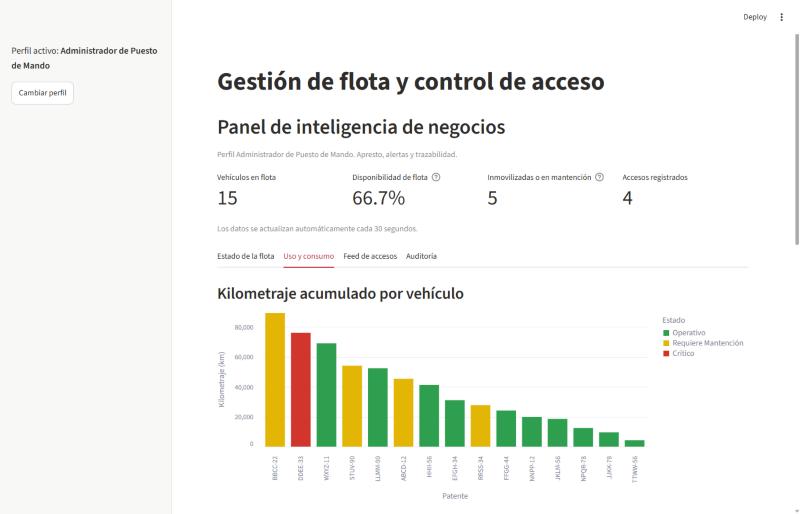 Deploy
Perfil activo: Administrador de Puesto
de Mando
Cambiar perfil
Gestión de flota y control de acceso
Panel de inteligencia de negocios
Perfil Administrador de Puesto de Mando. Apresto, alertas y trazabilidad.
Vehículos en flota
Disponibilidad de flota
Inmovilizadas o en mantención
Accesos registrados
15
66.7%
5
4
Los datos se actualizan automáticamente cada 30 segundos.
Estado de la flota
Uso y consumo
Feed de accesos
Auditoría
Kilometraje acumulado por vehículo
Kilometraje (km)
80,000
60,000
40,000
20,000
0
Estado
Operativo
Requiere Mantención
Crítico
BBCC-22
DDEE-33
WXYZ-11
STUV-90
ABCD-12
HHII-56
EFGH-34
RRSS-34
FFGG-44
NNPP-12
JKLM-56
NPQR-78
JJKK-78
TTWW-56
Patente